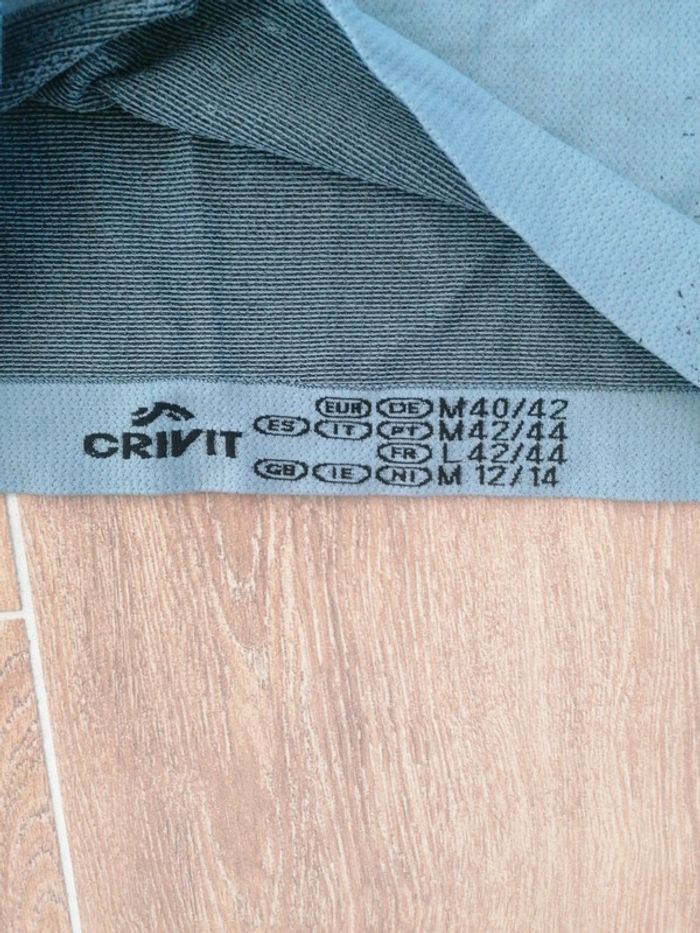 CRIVIT
EUR DE M40/42
ES IT PT M42/44
FR L42/44
GB IE NI M 12/14